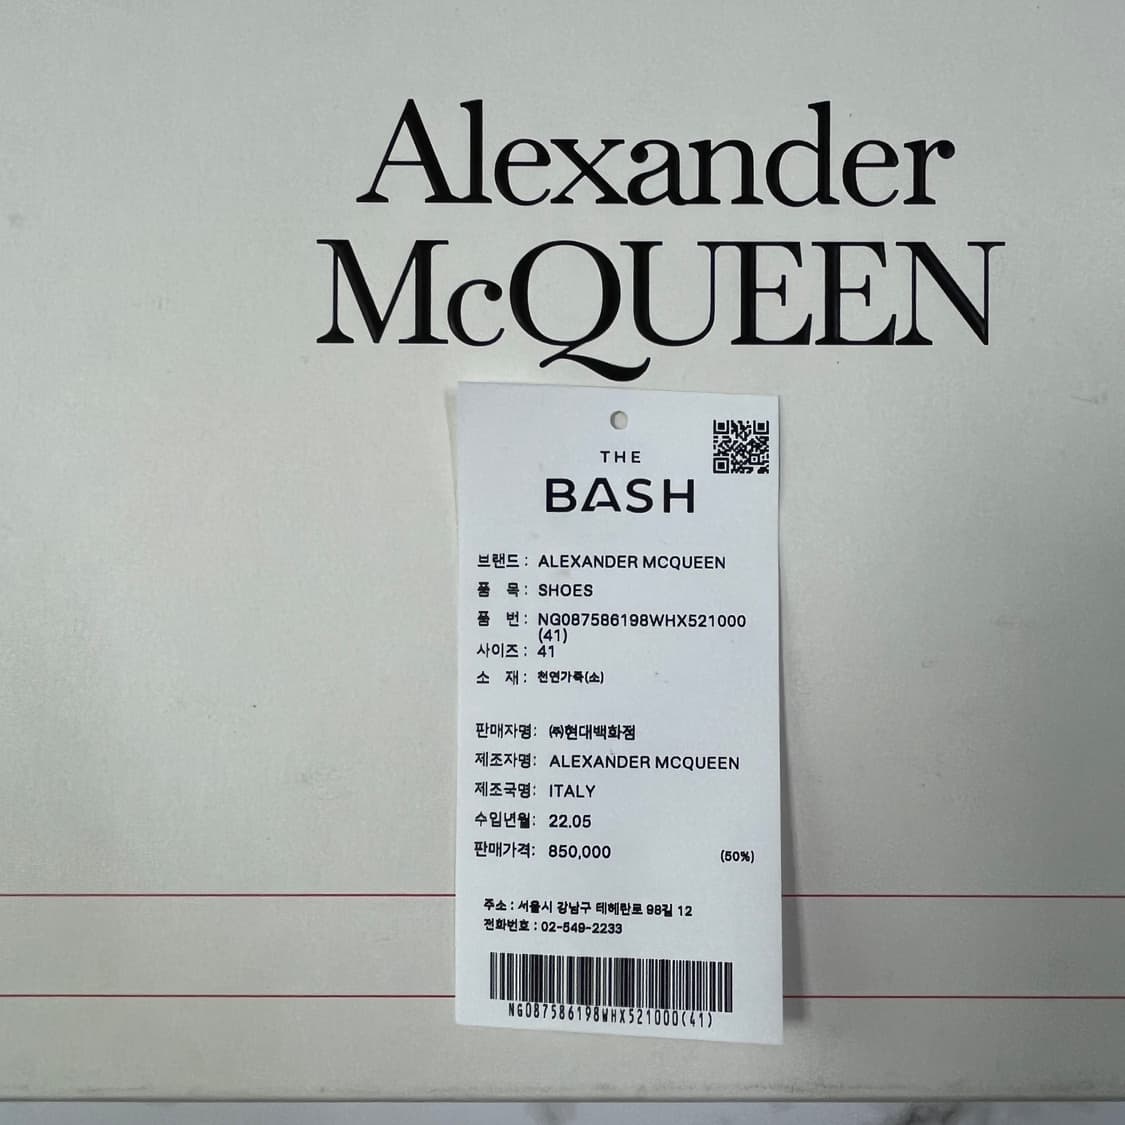 Alexander
McQUEEN
THE
BASH
브랜드 : ALEXANDER MCQUEEN
품 목 : SHOES
품 번 : NG087586198WHX521000
(41)
사이즈 : 41
소 재 : 천연가죽(소)
판매자명: ㈜현대백화점
제조자명: ALEXANDER MCQUEEN
제조국명: ITALY
수입년월: 22.05
판매가격: 850,000 (50%)
주소 : 서울시 강남구 테헤란로 98길 12
전화번호 : 02-549-2233
NG087586198WHX521000(41)